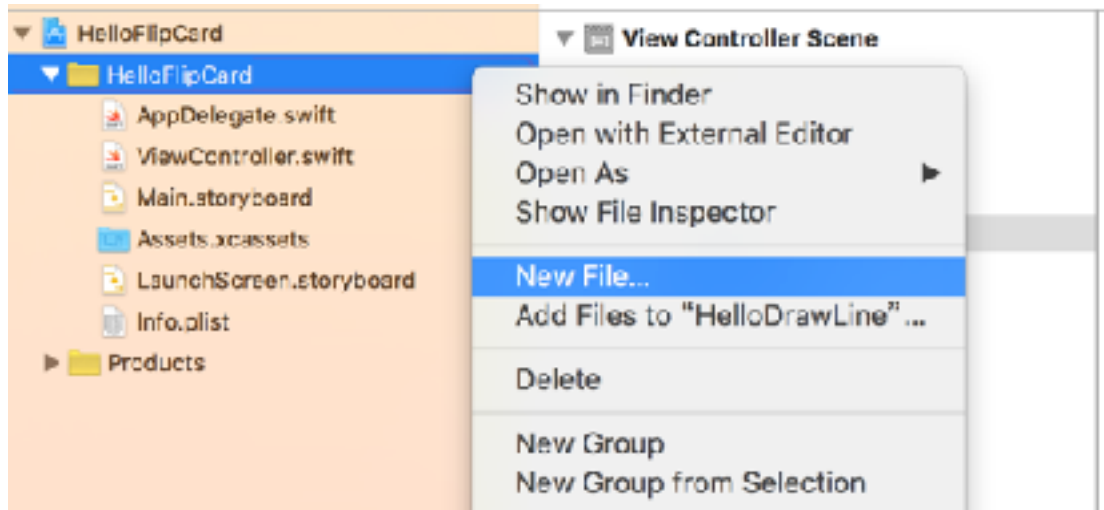 HelloFlipCard
HelloFlipCard
AppDelegate.swift
ViewController.swift
Main.storyboard
Assets.xcassets
LaunchScreen.storyboard
Info.plist
Products
View Controller Scene
Show in Finder
Open with External Editor
Open As
Show File Inspector
New File...
Add Files to “HelloDrawLine”...
Delete
New Group
New Group from Selection